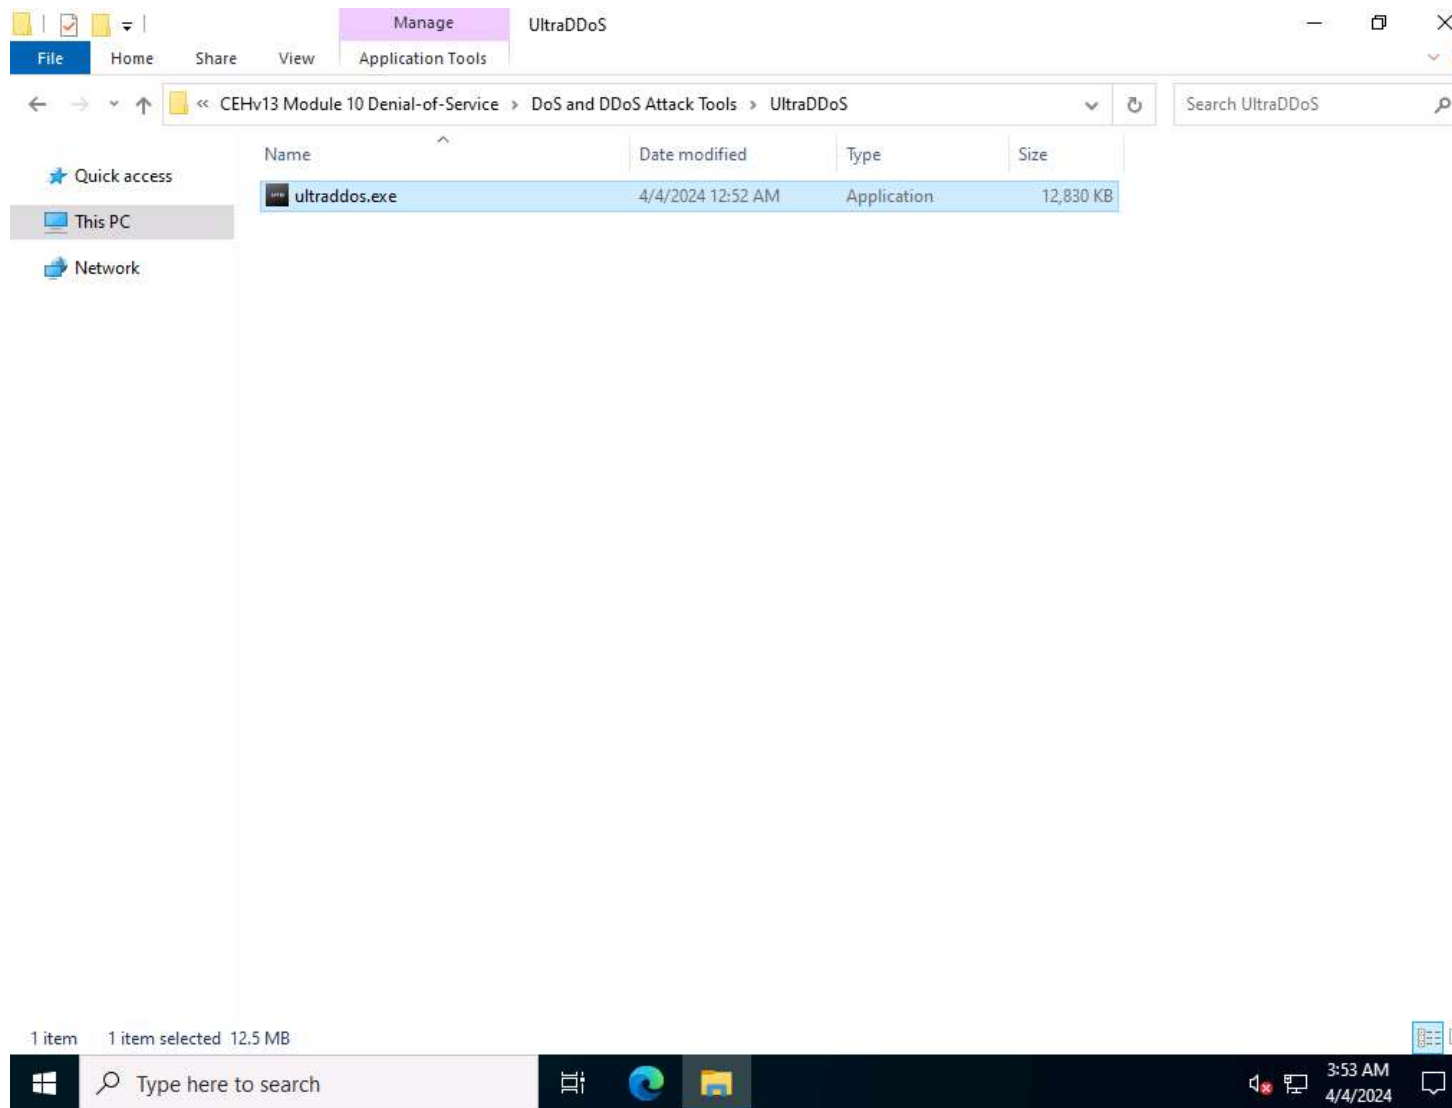 Manage UltraDDoS
File Home Share View Application Tools
« CEHv13 Module 10 Denial-of-Service › DoS and DDoS Attack Tools › UltraDDoS Search UltraDDoS
Name Date modified Type Size
Quick access
ultraddos.exe 4/4/2024 12:52 AM Application 12,830 KB
This PC
Network
1 item 1 item selected 12.5 MB
Type here to search
3:53 AM
4/4/2024